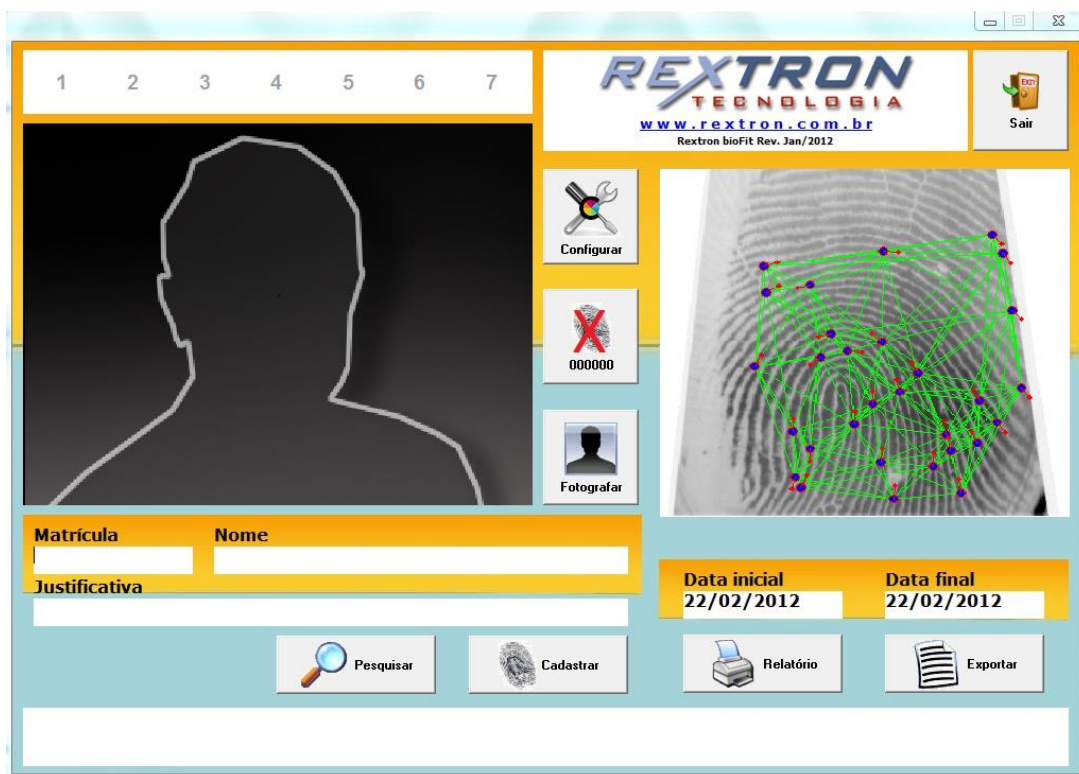 1 2 3 4 5 6 7
REXTRON
TECNOLOGIA
www.rextron.com.br
Rextron bioFit Rev. Jan/2012
EXIT
Sair
Configurar
000000
Fotografar
Matrícula Nome
Justificativa
Data inicial Data final
22/02/2012 22/02/2012
Pesquisar Cadastrar Relatório Exportar